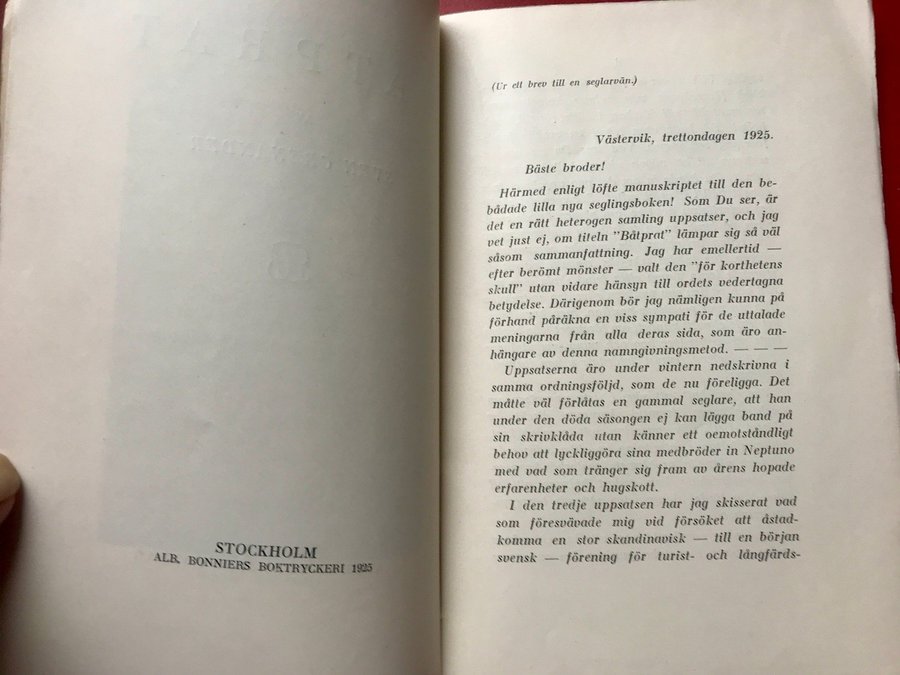 STOCKHOLM
ALB. BONNIERS BOKTRYCKERI 1925
(Ur ett brev till en seglarvän.)
Västervik, trettondagen 1925.
Bäste broder!
Härmed enligt löfte manuskriptet till den be-
bådade lilla nya seglingsboken! Som Du ser, är
det en rätt heterogen samling uppsatser, och jag
vet just ej, om titeln "Båtprat" lämpar sig så väl
såsom sammanfattning. Jag har emellertid —
efter berömt mönster — valt den "för korthetens
skull" utan vidare hänsyn till ordets vedertagna
betydelse. Därigenom bör jag nämligen kunna på
förhand påräkna en viss sympati för de uttalade
meningarna från alla deras sida, som äro an-
hängare av denna namngivningsmetod. — — —
Uppsatserna äro under vintern nedskrivna i
samma ordningsföljd, som de nu föreligga. Det
måtte väl förlåtas en gammal seglare, att han
under den döda säsongen ej kan lägga band på
sin skrivklåda utan känner ett oemotståndligt
behov att lyckliggöra sina medbröder in Neptuno
med vad som tränger sig fram av årens hopade
erfarenheter och hugskott.
I den tredje uppsatsen har jag skisserat vad
som föresvävade mig vid försöket att åstad-
komma en stor skandinavisk — till en början
svensk — förening för turist- och långfärds-